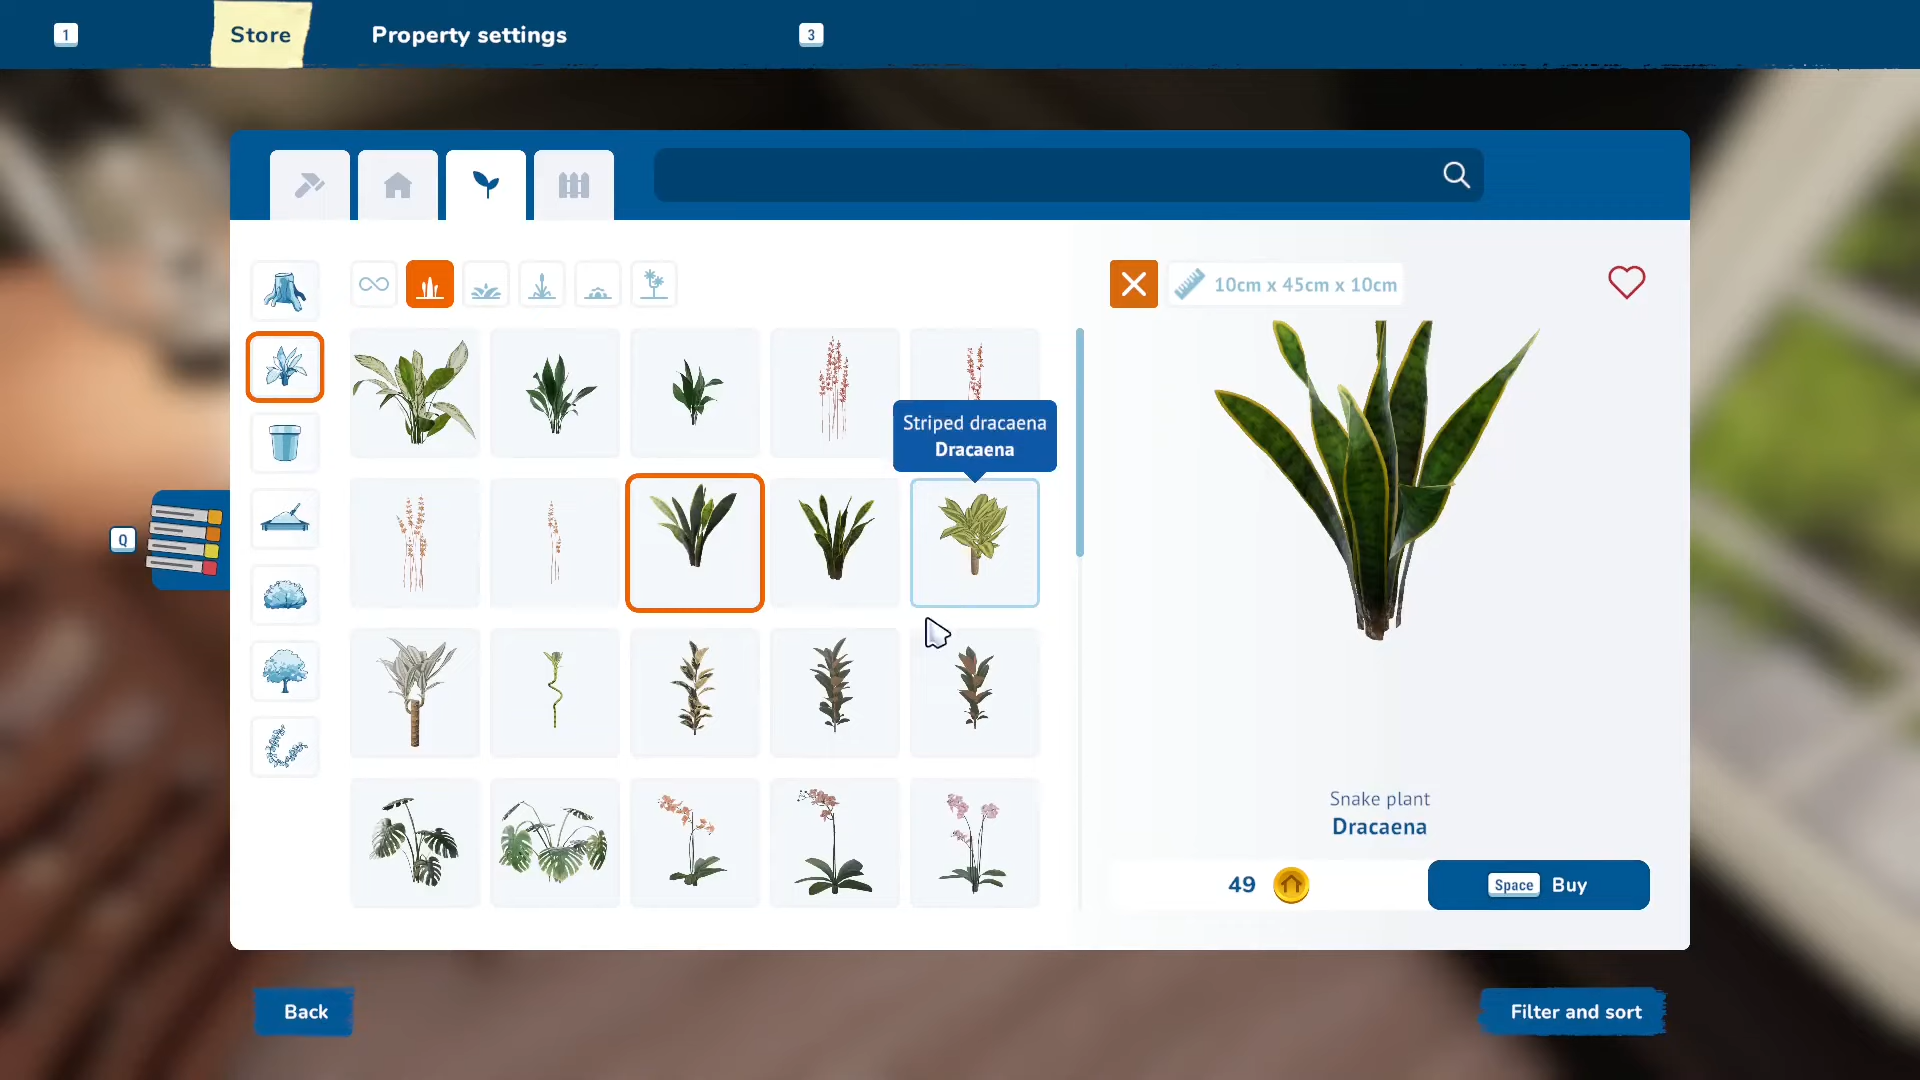 1
Store
Property settings
3
10cm x 45cm x 10cm
Striped dracaena
Dracaena
Q
Snake plant
Dracaena
49
Space
Buy
Back
Filter and sort